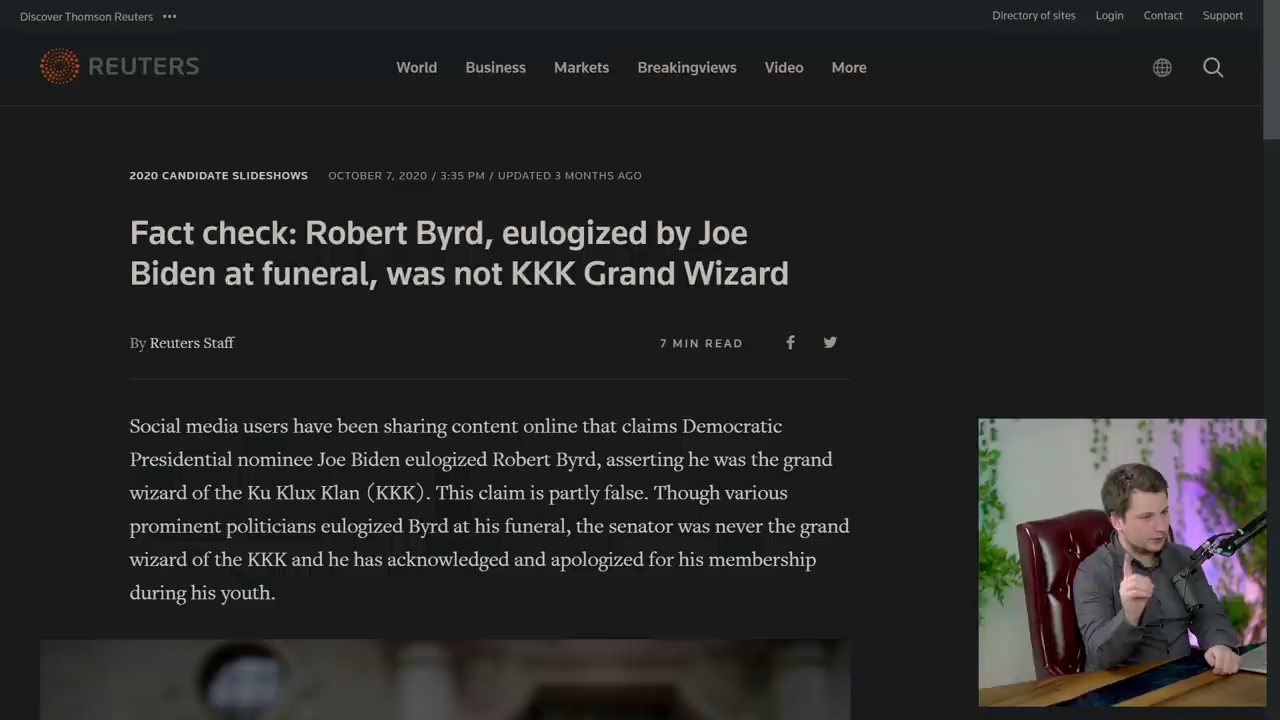 Discover Thomson Reuters •••
Directory of sites Login Contact Support
REUTERS
World Business Markets Breakingviews Video More
2020 CANDIDATE SLIDESHOWS OCTOBER 7, 2020 / 3:35 PM / UPDATED 3 MONTHS AGO
Fact check: Robert Byrd, eulogized by Joe
Biden at funeral, was not KKK Grand Wizard
By Reuters Staff
7 MIN READ
Social media users have been sharing content online that claims Democratic
Presidential nominee Joe Biden eulogized Robert Byrd, asserting he was the grand
wizard of the Ku Klux Klan (KKK). This claim is partly false. Though various
prominent politicians eulogized Byrd at his funeral, the senator was never the grand
wizard of the KKK and he has acknowledged and apologized for his membership
during his youth.